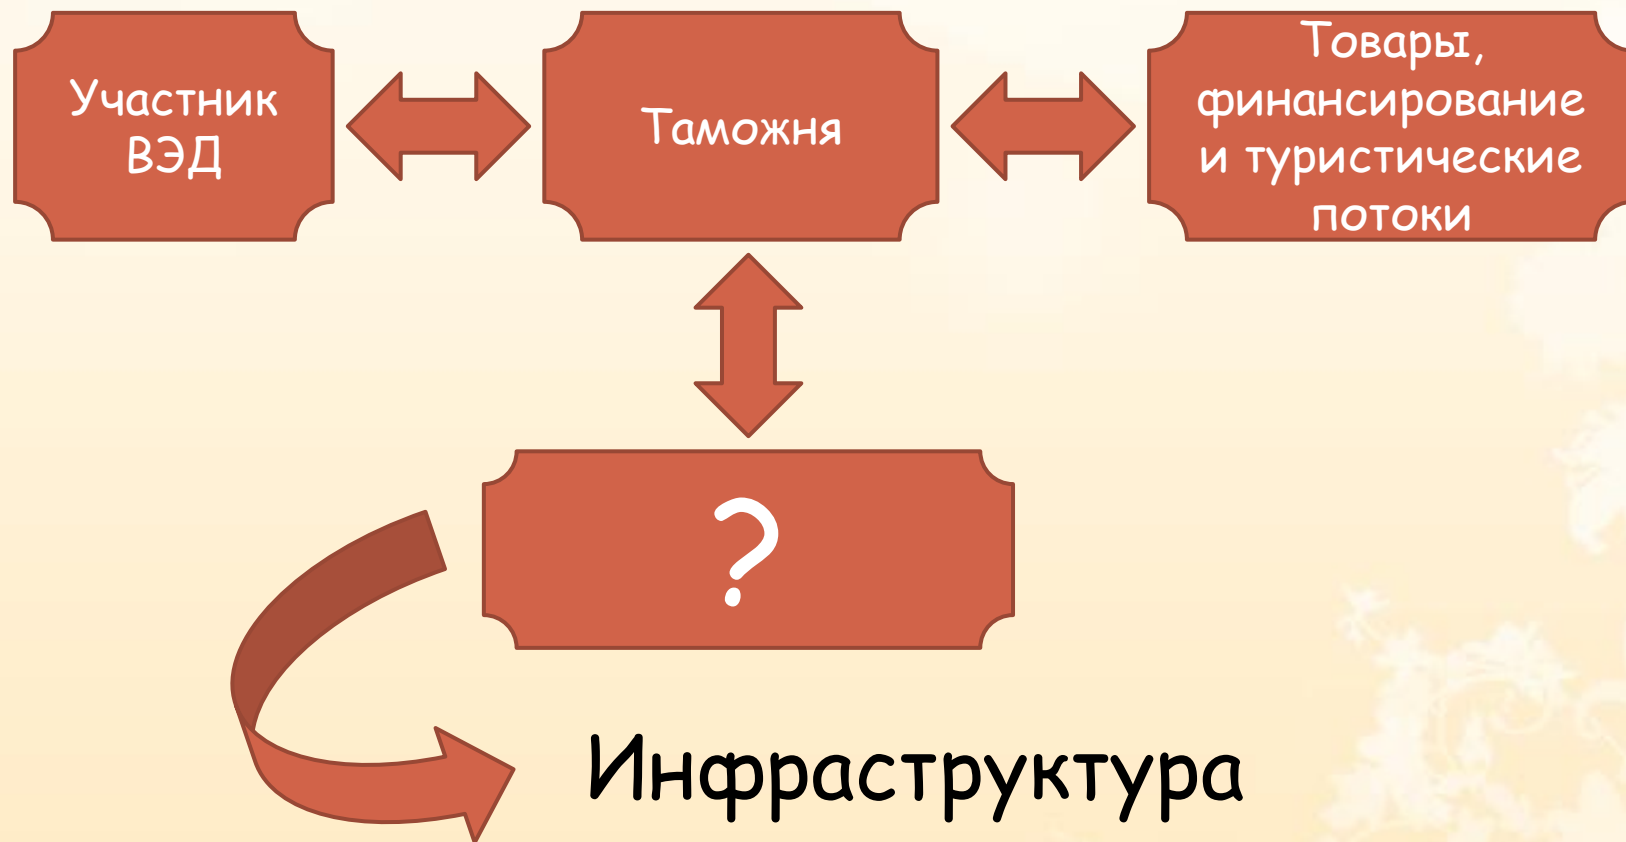 Участник
ВЭД
Таможня
Товары,
финансирование
и туристические
потоки
?
Инфраструктура